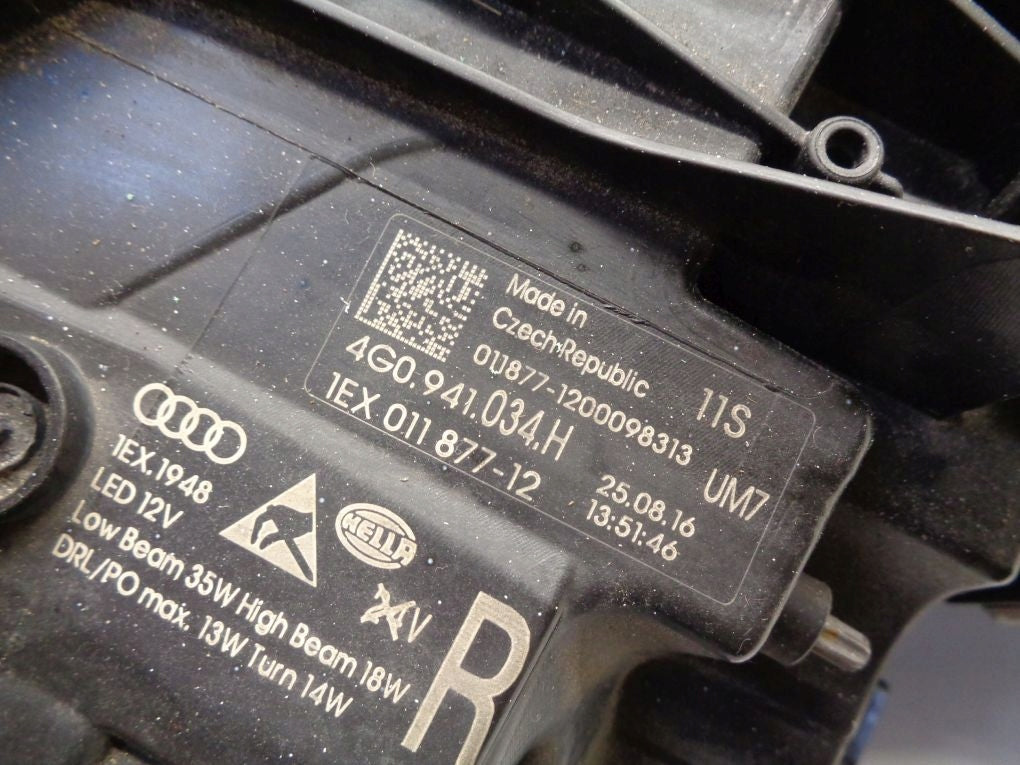 Made in
Czech Republic
011877-1200098313
4G0.941.034.H
1EX 011 877-12
11S
UM7
25.08.16
13:51:46
1EX.1948
LED 12V
HELLA
Low Beam 35W High Beam 18W
DRL/PO max. 13W Turn 14W
24V
R